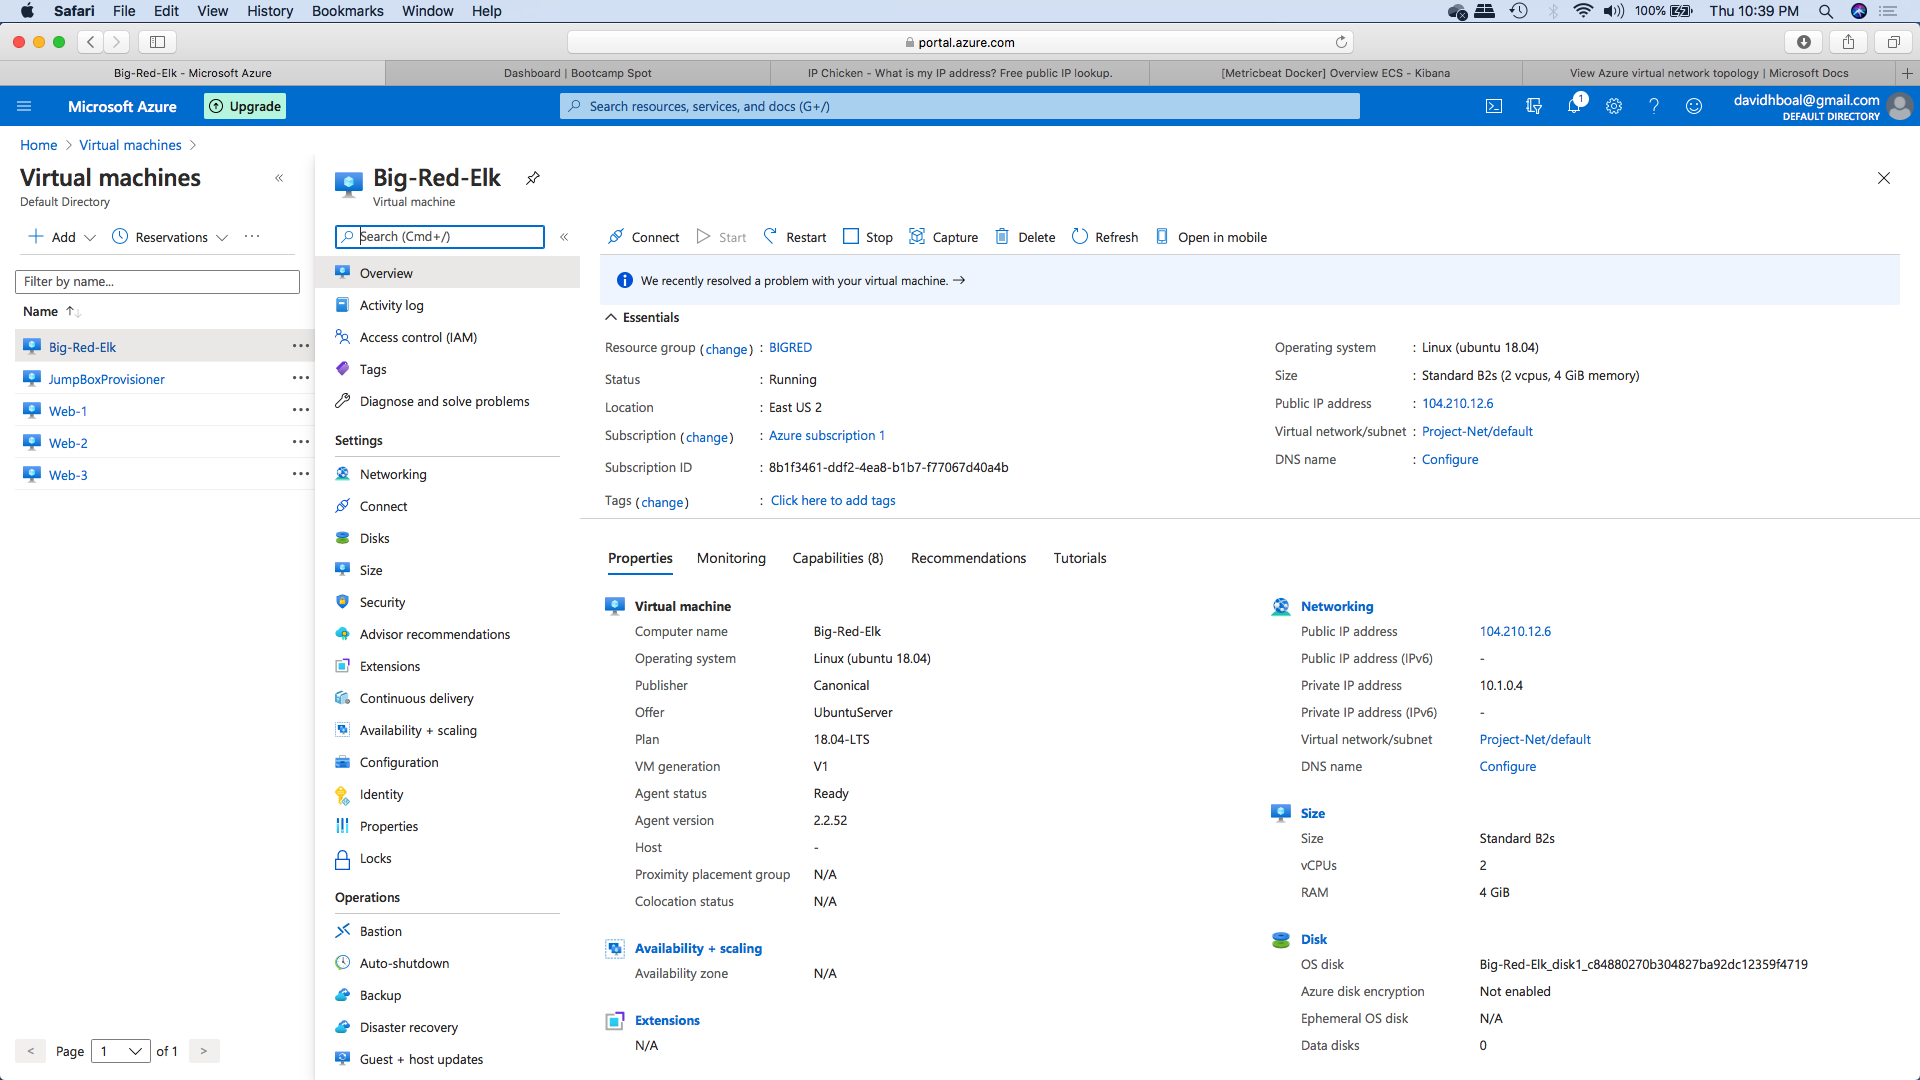 Safari File Edit View History Bookmarks Window Help 100% Thu 10:39 PM
portal.azure.com
Big-Red-Elk - Microsoft Azure
Dashboard | Bootcamp Spot
IP Chicken - What is my IP address? Free public IP lookup.
[Metricbeat Docker] Overview ECS - Kibana
View Azure virtual network topology | Microsoft Docs
Microsoft Azure
Upgrade
Search resources, services, and docs (G+/)
1
davidhboal@gmail.com
DEFAULT DIRECTORY
Home > Virtual machines >
Virtual machines
Default Directory
Add
Reservations
Filter by name...
Name
Big-Red-Elk
JumpBoxProvisioner
Web-1
Web-2
Web-3
< Page 1 of 1 >
Big-Red-Elk
Virtual machine
Search (Cmd+/)
Overview
Activity log
Access control (IAM)
Tags
Diagnose and solve problems
Settings
Networking
Connect
Disks
Size
Security
Advisor recommendations
Extensions
Continuous delivery
Availability + scaling
Configuration
Identity
Properties
Locks
Operations
Bastion
Auto-shutdown
Backup
Disaster recovery
Guest + host updates
Connect Start Restart Stop Capture Delete Refresh Open in mobile
We recently resolved a problem with your virtual machine. →
Essentials
Resource group (change) : BIGRED
Status : Running
Location : East US 2
Subscription (change) : Azure subscription 1
Subscription ID : 8b1f3461-ddf2-4ea8-b1b7-f77067d40a4b
Tags (change) : Click here to add tags
Operating system : Linux (ubuntu 18.04)
Size : Standard B2s (2 vcpus, 4 GiB memory)
Public IP address : 104.210.12.6
Virtual network/subnet : Project-Net/default
DNS name : Configure
Properties Monitoring Capabilities (8) Recommendations Tutorials
Virtual machine
Computer name Big-Red-Elk
Operating system Linux (ubuntu 18.04)
Publisher Canonical
Offer UbuntuServer
Plan 18.04-LTS
VM generation V1
Agent status Ready
Agent version 2.2.52
Host -
Proximity placement group N/A
Colocation status N/A
Availability + scaling
Availability zone N/A
Extensions
N/A
Networking
Public IP address 104.210.12.6
Public IP address (IPv6) -
Private IP address 10.1.0.4
Private IP address (IPv6) -
Virtual network/subnet Project-Net/default
DNS name Configure
Size
Size Standard B2s
vCPUs 2
RAM 4 GiB
Disk
OS disk Big-Red-Elk_disk1_c84880270b304827ba92dc12359f4719
Azure disk encryption Not enabled
Ephemeral OS disk N/A
Data disks 0